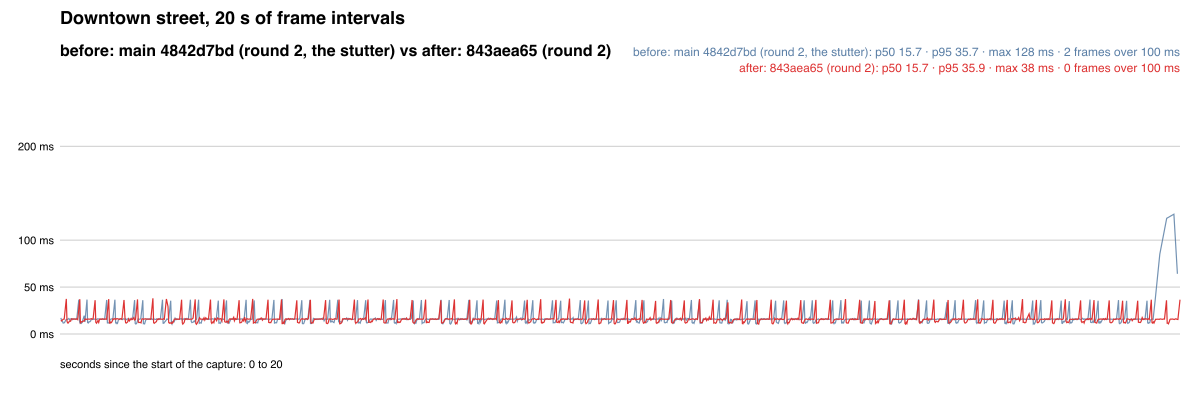 Downtown street, 20 s of frame intervals
before: main 4842d7bd (round 2, the stutter) vs after: 843aea65 (round 2)
before: main 4842d7bd (round 2, the stutter): p50 15.7 · p95 35.7 · max 128 ms · 2 frames over 100 ms
after: 843aea65 (round 2): p50 15.7 · p95 35.9 · max 38 ms · 0 frames over 100 ms
200 ms
100 ms
50 ms
0 ms
seconds since the start of the capture: 0 to 20